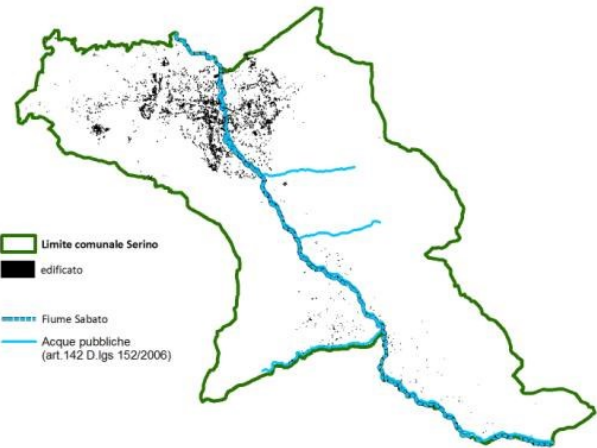 Limite comunale Serino
edificato
Fiume Sabato
Acque pubbliche
(art.142 D.lgs 152/2006)